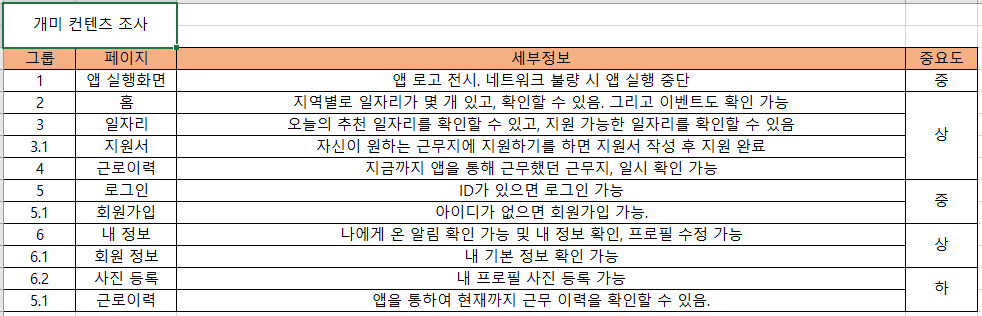 개미 컨텐츠 조사
그룹 페이지 세부정보 중요도
1 앱 실행화면 앱 로고 전시. 네트워크 불량 시 앱 실행 중단 중
2 홈 지역별로 일자리가 몇 개 있고, 확인할 수 있음. 그리고 이벤트도 확인 가능
3 일자리 오늘의 추천 일자리를 확인할 수 있고, 지원 가능한 일자리를 확인할 수 있음
상
3.1 지원서 자신이 원하는 근무지에 지원하기를 하면 지원서 작성 후 지원 완료
4 근로이력 지금까지 앱을 통해 근무했던 근무지, 일시 확인 가능
5 로그인 ID가 있으면 로그인 가능
중
5.1 회원가입 아이디가 없으면 회원가입 가능.
6 내 정보 나에게 온 알림 확인 가능 및 내 정보 확인, 프로필 수정 가능
상
6.1 회원 정보 내 기본 정보 확인 가능
6.2 사진 등록 내 프로필 사진 등록 가능
하
5.1 근로이력 앱을 통하여 현재까지 근무 이력을 확인할 수 있음.